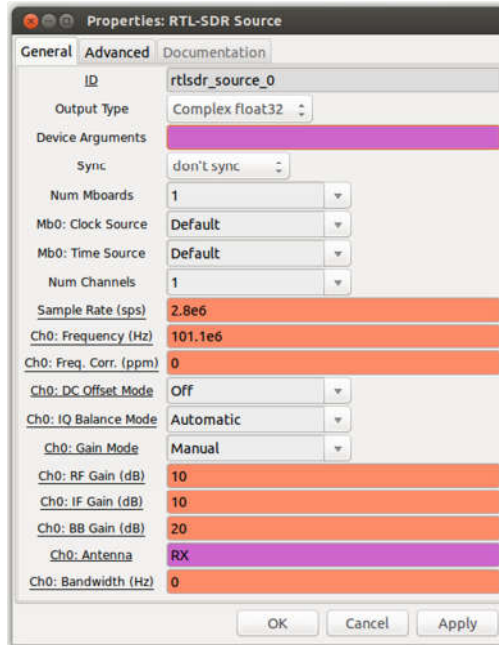 Properties: RTL-SDR Source
General Advanced Documentation
ID rtlsdr_source_0
Output Type Complex float32
Device Arguments
Sync don't sync
Num Mboards 1
Mb0: Clock Source Default
Mb0: Time Source Default
Num Channels 1
Sample Rate (sps) 2.8e6
Ch0: Frequency (Hz) 101.1e6
Ch0: Freq. Corr. (ppm) 0
Ch0: DC Offset Mode Off
Ch0: IQ Balance Mode Automatic
Ch0: Gain Mode Manual
Ch0: RF Gain (dB) 10
Ch0: IF Gain (dB) 10
Ch0: BB Gain (dB) 20
Ch0: Antenna RX
Ch0: Bandwidth (Hz) 0
OK Cancel Apply